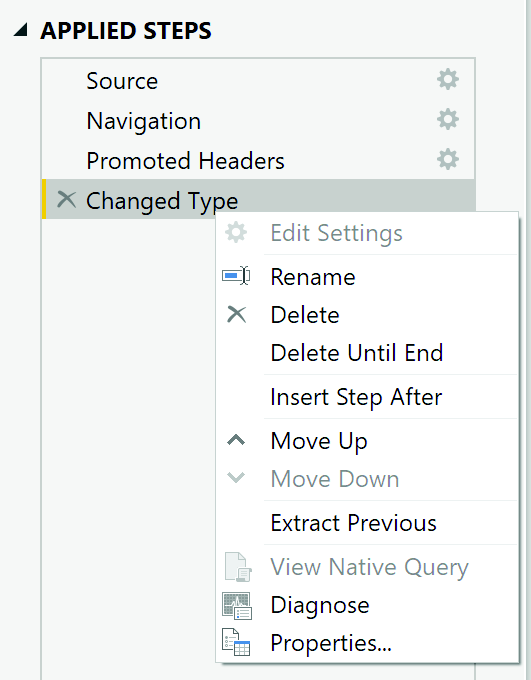 APPLIED STEPS
Source
Navigation
Promoted Headers
Changed Type
Edit Settings
Rename
Delete
Delete Until End
Insert Step After
Move Up
Move Down
Extract Previous
View Native Query
Diagnose
Properties...